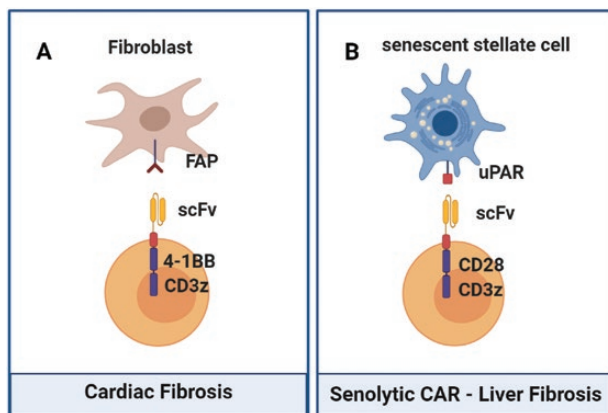 A
Fibroblast
FAP
scFv
4-1BB
CD3z
Cardiac Fibrosis
B
senescent stellate cell
uPAR
scFv
CD28
CD3z
Senolytic CAR - Liver Fibrosis